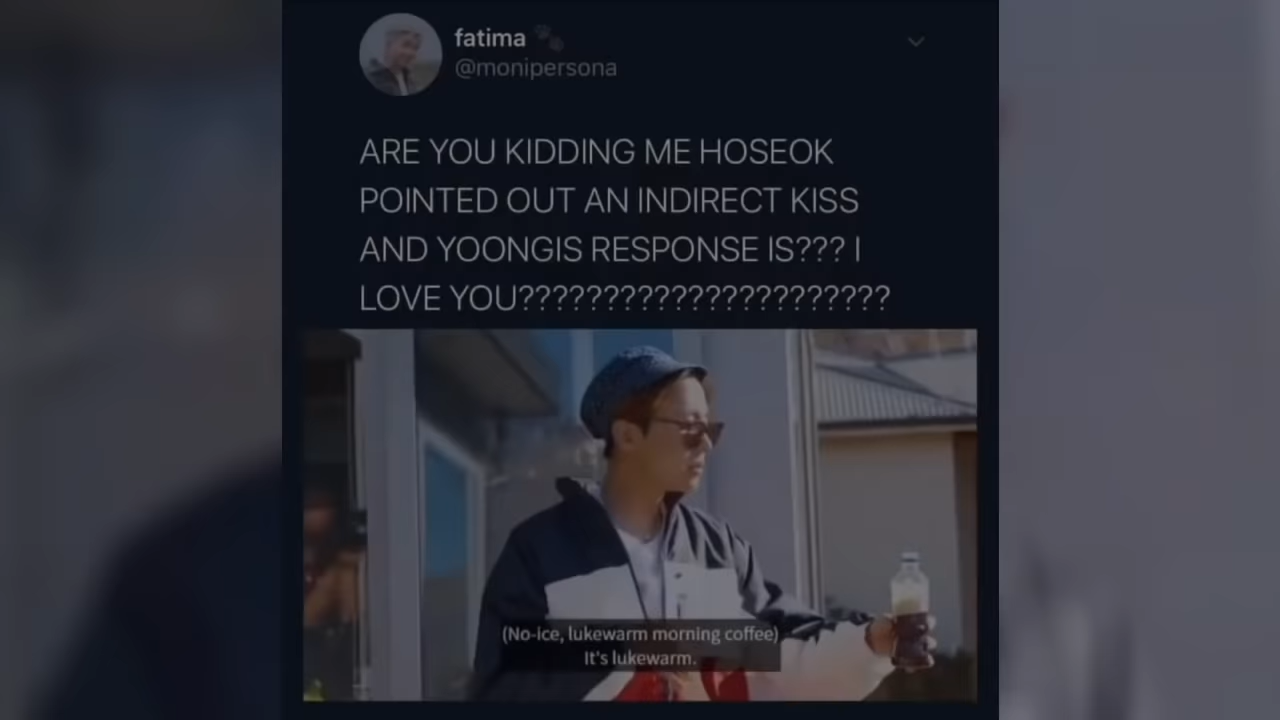 fatima
@monipersona
ARE YOU KIDDING ME HOSEOK
POINTED OUT AN INDIRECT KISS
AND YOONGIS RESPONSE IS??? I
LOVE YOU??????????????????????
(No-ice, lukewarm morning coffee)
It's lukewarm.